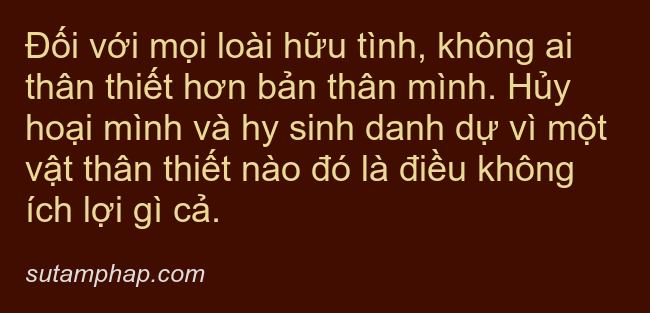 Đối với mọi loài hữu tình, không ai
thân thiết hơn bản thân mình. Hủy
hoại mình và hy sinh danh dự vì một
vật thân thiết nào đó là điều không
ích lợi gì cả.
sutamphap.com